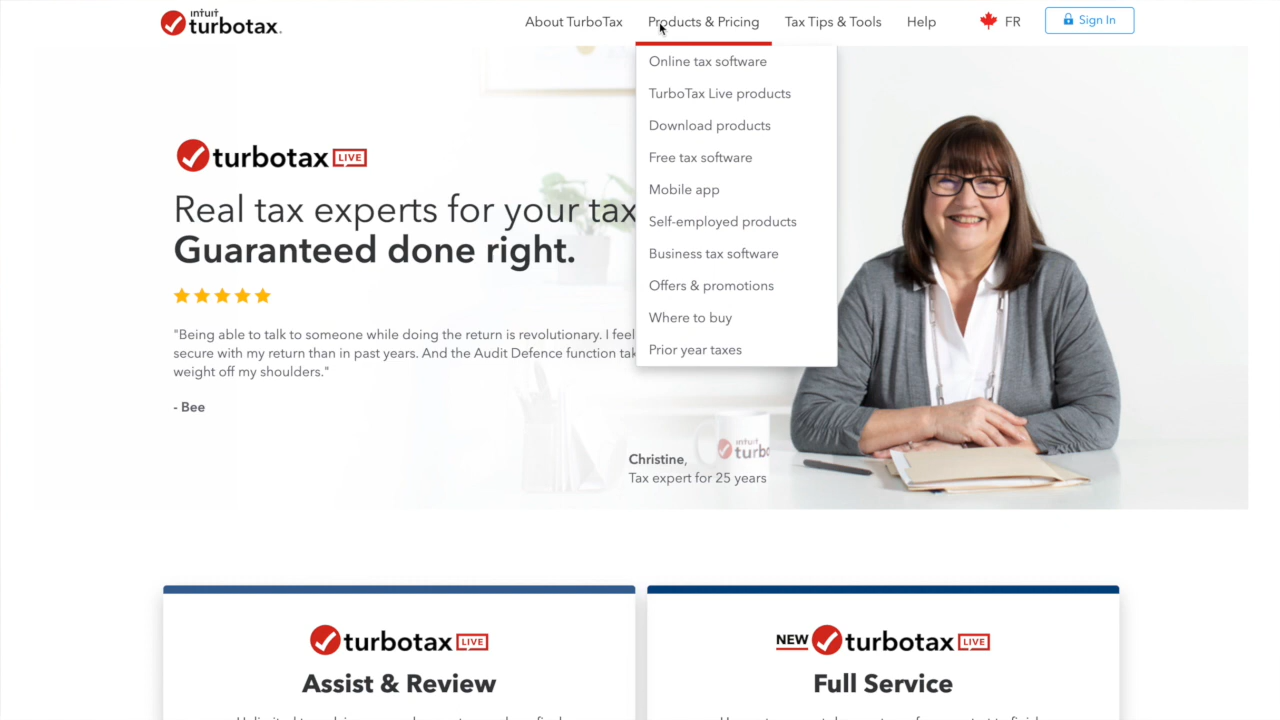 intuit
turbotax.
About TurboTax
Products & Pricing
Tax Tips & Tools
Help
FR
Sign In
Online tax software
TurboTax Live products
Download products
Free tax software
Mobile app
Self-employed products
Business tax software
Offers & promotions
Where to buy
Prior year taxes
turbotax LIVE
Real tax experts for your tax
Guaranteed done right.
"Being able to talk to someone while doing the return is revolutionary. I feel
secure with my return than in past years. And the Audit Defence function
weight off my shoulders."
- Bee
intuit
turbo
Christine,
Tax expert for 25 years
turbotax LIVE
Assist & Review
NEW turbotax LIVE
Full Service